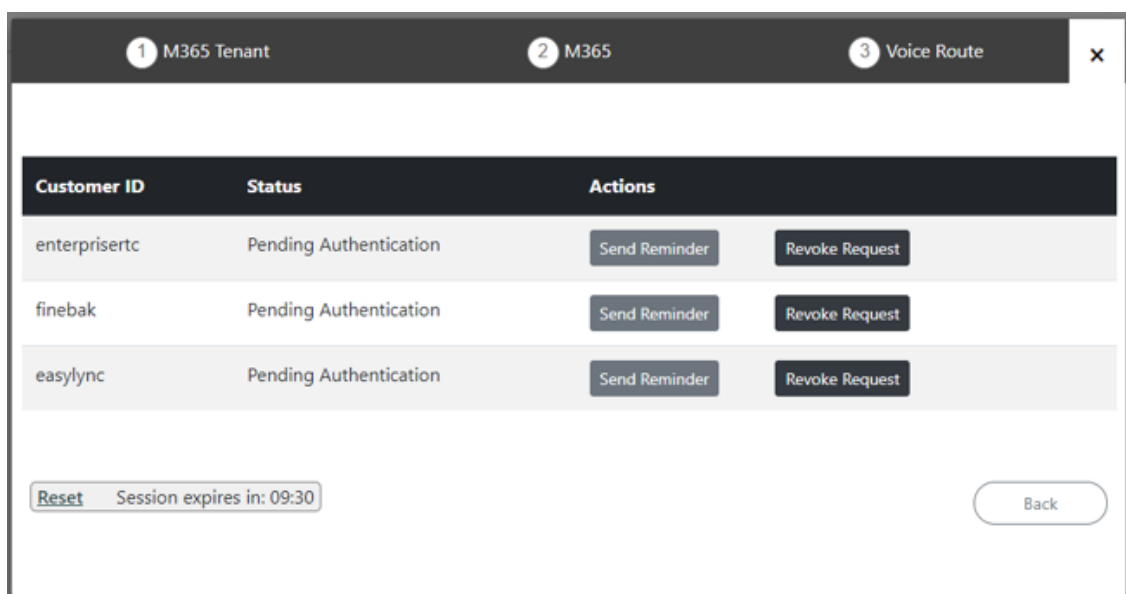 1 M365 Tenant 2 M365 3 Voice Route ×
Customer ID Status Actions
enterprisertc Pending Authentication Send Reminder Revoke Request
finebak Pending Authentication Send Reminder Revoke Request
easylync Pending Authentication Send Reminder Revoke Request
Reset Session expires in: 09:30 Back